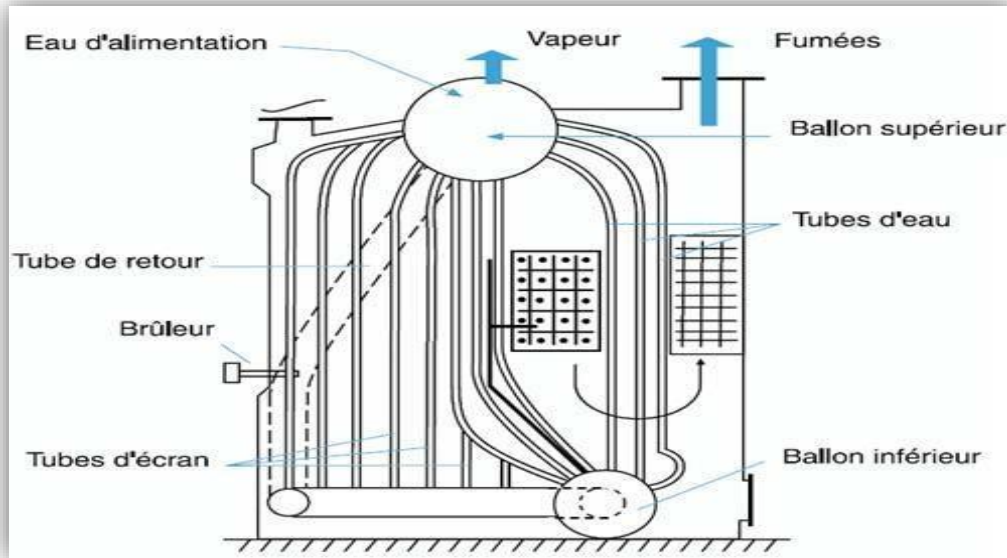 Eau d'alimentation
Vapeur
Fumées
Ballon supérieur
Tubes d'eau
Tube de retour
Brûleur
Tubes d'écran
Ballon inférieur